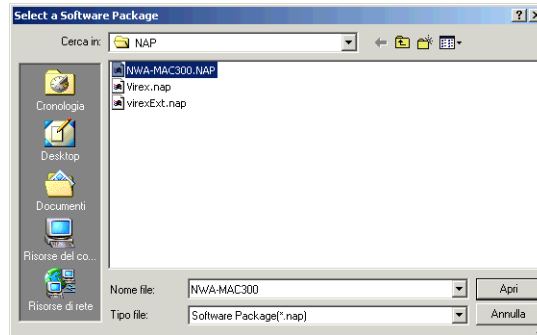 Select a Software Package
Cerca in: NAP
NWA-MAC300.NAP
Virex.nap
virexExt.nap
Cronologia
Desktop
Documenti
Risorse del co...
Risorse di rete
Nome file: NWA-MAC300 Apri
Tipo file: Software Package(*.nap) Annulla